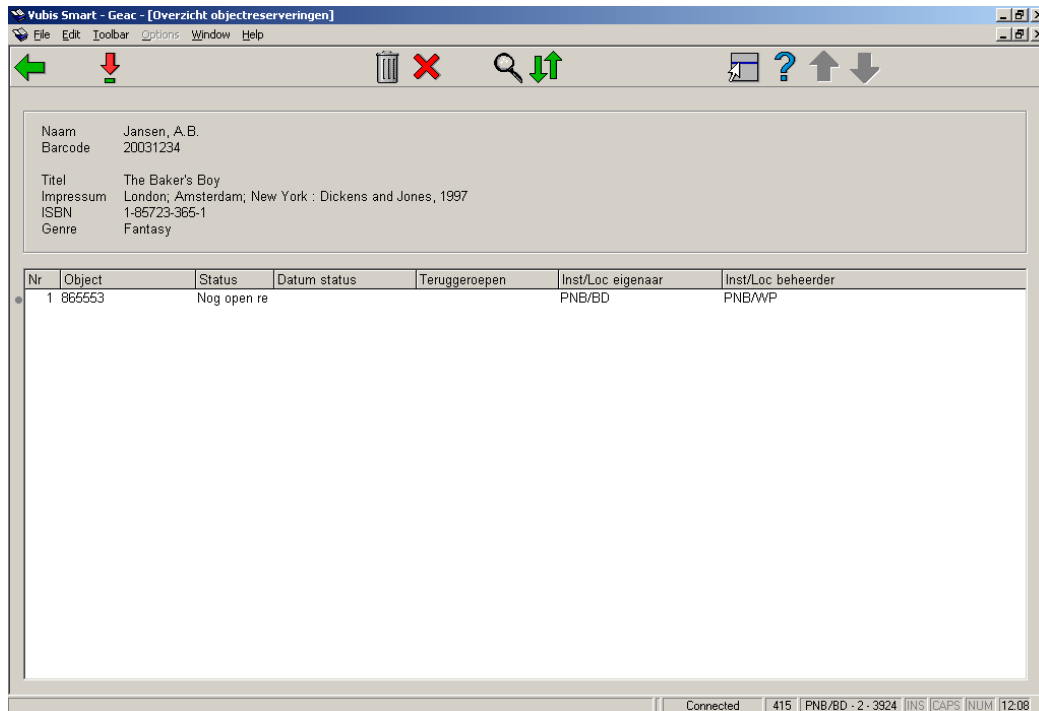 Vubis Smart - Geac - [Overzicht objectreserveringen]
File Edit Toolbar Options Window Help
Naam Jansen, A.B.
Barcode 20031234
Titel The Baker's Boy
Impressum London; Amsterdam; New York : Dickens and Jones, 1997
ISBN 1-85723-365-1
Genre Fantasy
Nr Object Status Datum status Teruggeroepen Inst/Loc eigenaar Inst/Loc beheerder
1 865553 Nog open re PNB/BD PNB/WP
Connected 415 PNB/BD - 2 - 3924 INS CAPS NUM 12:08